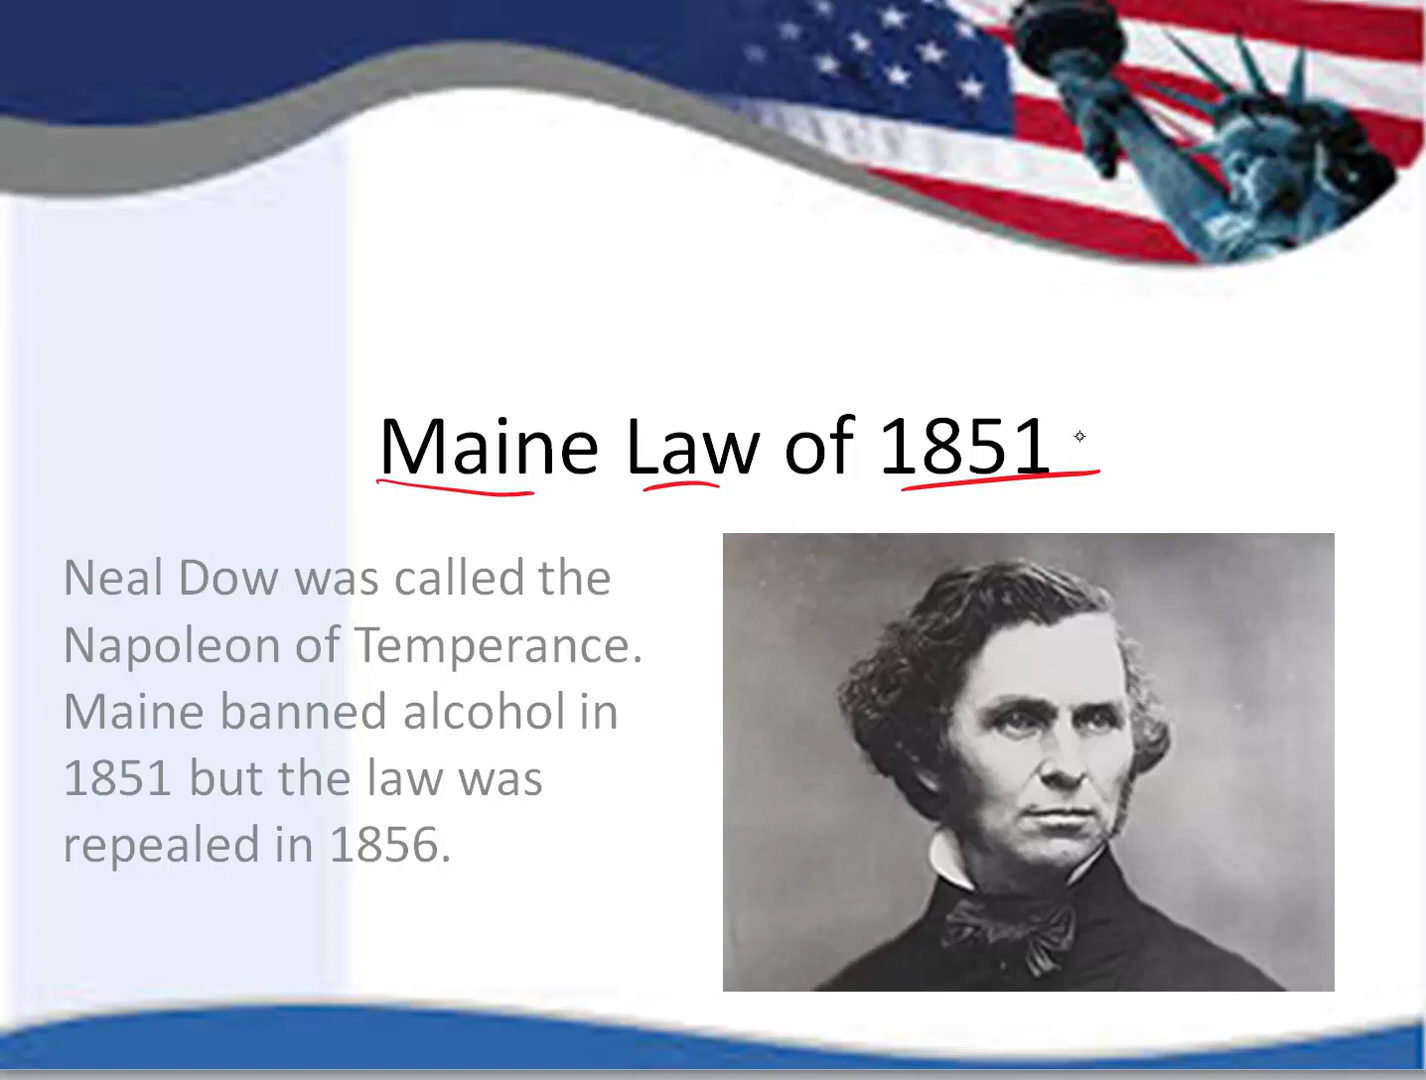 Maine Law of 1851
Neal Dow was called the
Napoleon of Temperance.
Maine banned alcohol in
1851 but the law was
repealed in 1856.